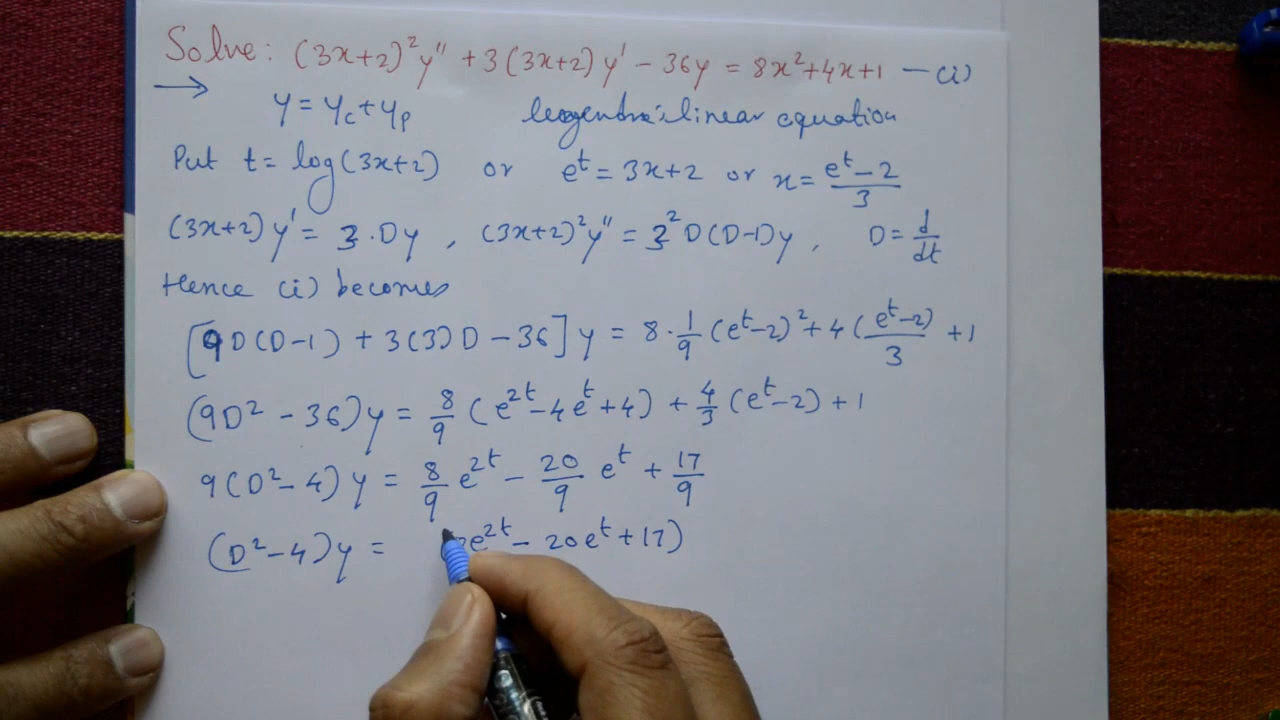 Solve: (3x+2)²y'' + 3(3x+2)y' - 36y = 8x²+4x+1 — (i)
→ y = y_c + y_p linear equation
Put t = log(3x+2) or e^t = 3x+2 or x = (e^t-2)/3
(3x+2)y' = 3·Dy , (3x+2)²y'' = 3²D(D-1)y , D = d/dt
Hence (i) becomes
[9D(D-1) + 3(3)D - 36]y = 8·1/9(e^t-2)² + 4(e^t-2)/3 + 1
(9D² - 36)y = 8/9(e^2t - 4e^t + 4) + 4/3(e^t-2) + 1
9(D²-4)y = 8/9 e^2t - 20/9 e^t + 17/9
(D²-4)y = e^2t - 20e^t + 17)